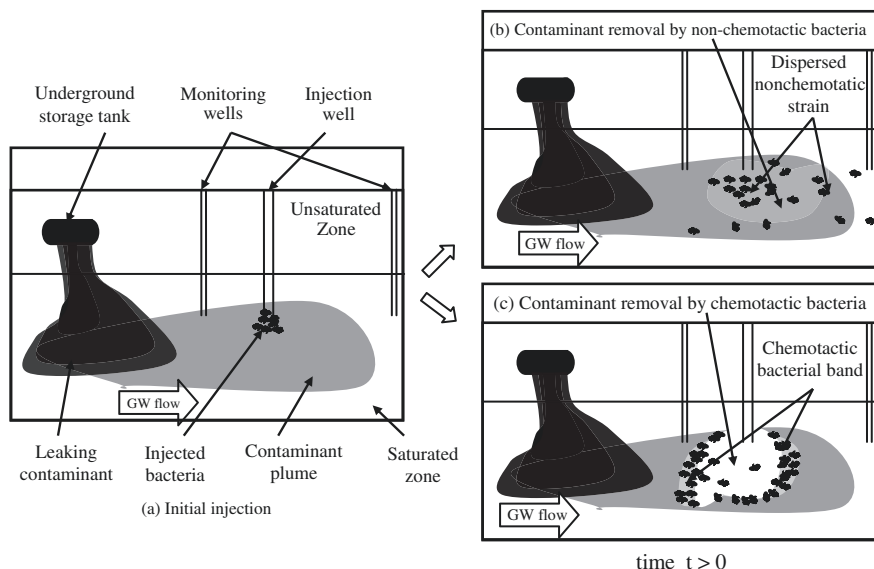 Underground
storage tank
Monitoring
wells
Injection
well
Unsaturated
Zone
GW flow
Leaking
contaminant
Injected
bacteria
Contaminant
plume
Saturated
zone
(a) Initial injection
(b) Contaminant removal by non-chemotactic bacteria
Dispersed
nonchemotatic
strain
GW flow
(c) Contaminant removal by chemotactic bacteria
Chemotactic
bacterial band
GW flow
time t > 0